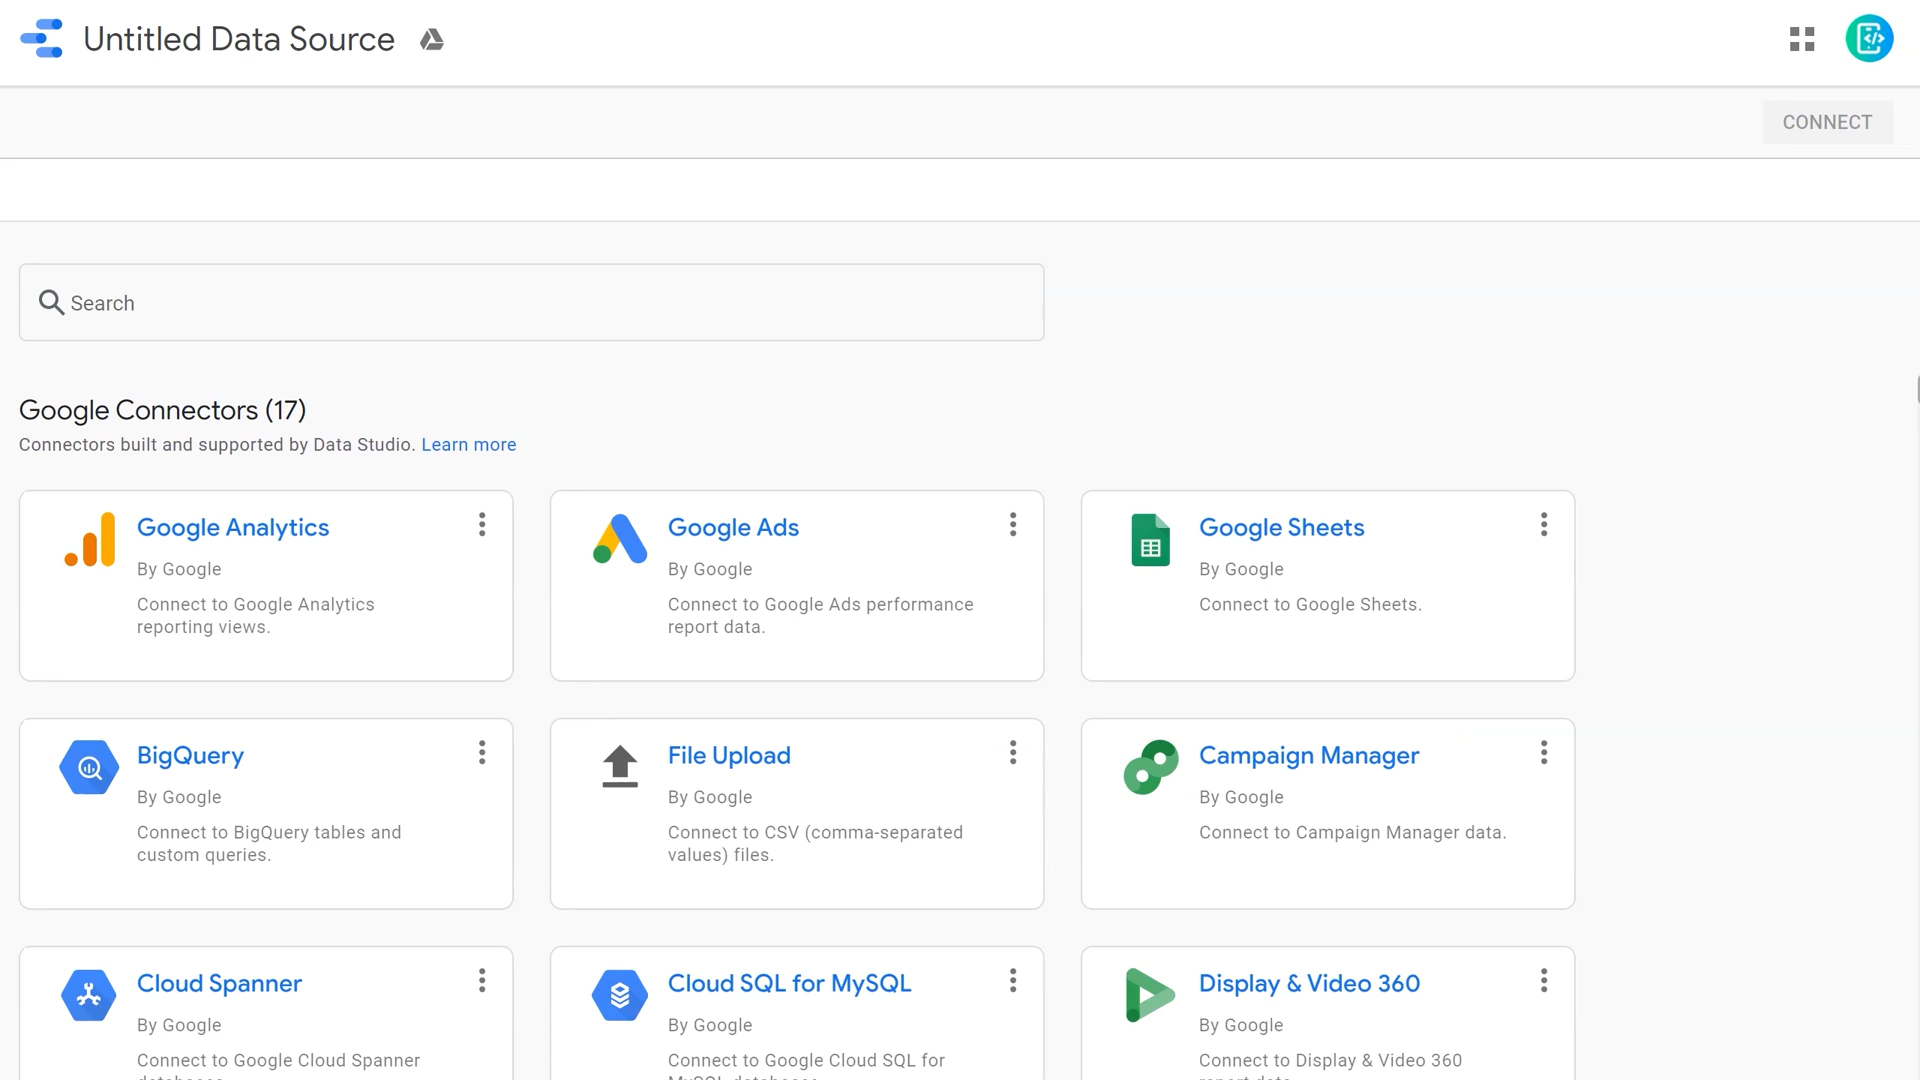 Untitled Data Source
CONNECT
Search
Google Connectors (17)
Connectors built and supported by Data Studio. Learn more
Google Analytics
By Google
Connect to Google Analytics
reporting views.
Google Ads
By Google
Connect to Google Ads performance
report data.
Google Sheets
By Google
Connect to Google Sheets.
BigQuery
By Google
Connect to BigQuery tables and
custom queries.
File Upload
By Google
Connect to CSV (comma-separated
values) files.
Campaign Manager
By Google
Connect to Campaign Manager data.
Cloud Spanner
By Google
Connect to Google Cloud Spanner
Cloud SQL for MySQL
By Google
Connect to Google Cloud SQL for
MySQL databases.
Display & Video 360
By Google
Connect to Display & Video 360
report data.